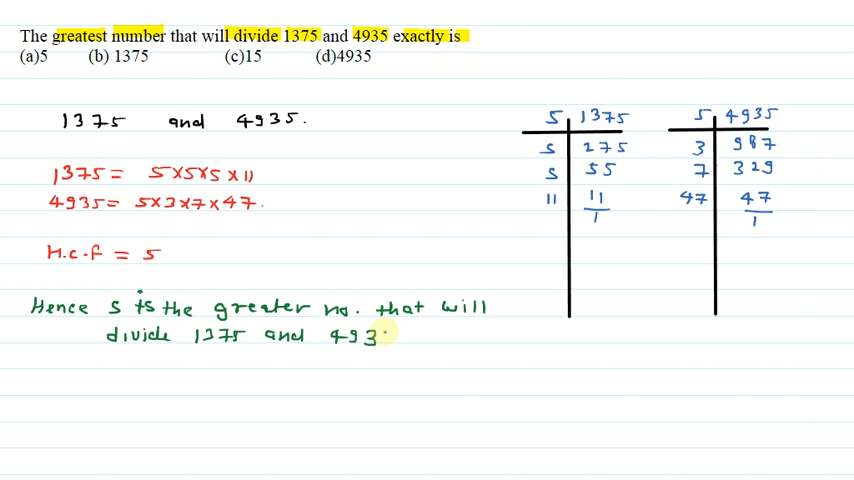 The greatest number that will divide 1375 and 4935 exactly is
(a)5 (b) 1375 (c)15 (d)4935
1375 and 4935.
1375 = 5×5×5×11
4935 = 5×3×7×47.
H.C.F = 5
Hence 5 is the greater no. that will
divide 1375 and 493
5 1375
5 275
5 55
11 11
1
5 4935
3 987
7 329
47 47
1